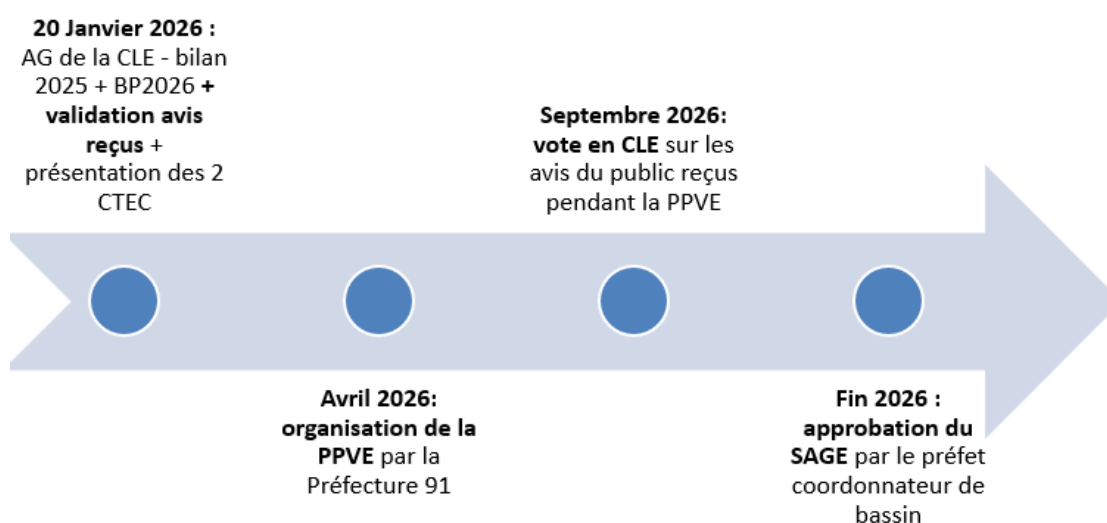 20 Janvier 2026 :
AG de la CLE - bilan
2025 + BP2026 +
validation avis
reçus +
présentation des 2
CTEC
Avril 2026:
organisation de la
PPVE par la
Préfecture 91
Septembre 2026:
vote en CLE sur les
avis du public reçus
pendant la PPVE
Fin 2026 :
approbation du
SAGE par le préfet
coordonnateur de
bassin